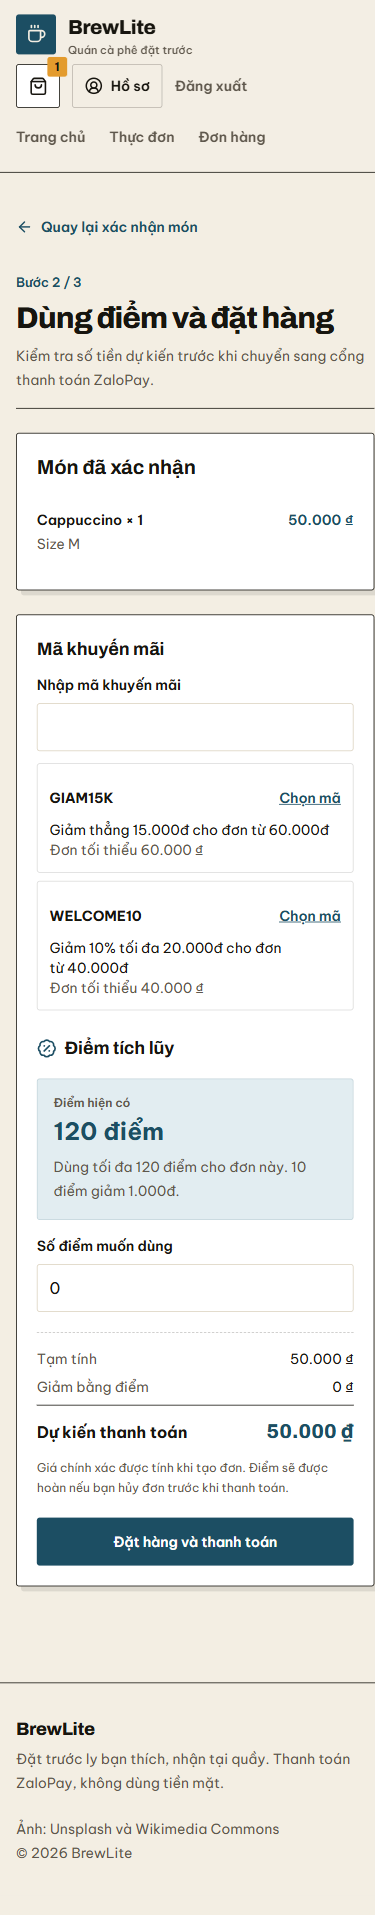 BrewLite
Quán cà phê đặt trước
1
Hồ sơ
Đăng xuất
Trang chủ
Thực đơn
Đơn hàng
Quay lại xác nhận món
Bước 2 / 3
Dùng điểm và đặt hàng
Kiểm tra số tiền dự kiến trước khi chuyển sang cổng
thanh toán ZaloPay.
Món đã xác nhận
Cappuccino × 1 50.000 ₫
Size M
Mã khuyến mãi
Nhập mã khuyến mãi
GIAM15K Chọn mã
Giảm thẳng 15.000đ cho đơn từ 60.000đ
Đơn tối thiểu 60.000 ₫
WELCOME10 Chọn mã
Giảm 10% tối đa 20.000đ cho đơn
từ 40.000đ
Đơn tối thiểu 40.000 ₫
Điểm tích lũy
Điểm hiện có
120 điểm
Dùng tối đa 120 điểm cho đơn này. 10
điểm giảm 1.000đ.
Số điểm muốn dùng
0
Tạm tính 50.000 ₫
Giảm bằng điểm 0 ₫
Dự kiến thanh toán 50.000 ₫
Giá chính xác được tính khi tạo đơn. Điểm sẽ được
hoàn nếu bạn hủy đơn trước khi thanh toán.
Đặt hàng và thanh toán
BrewLite
Đặt trước ly bạn thích, nhận tại quầy. Thanh toán
ZaloPay, không dùng tiền mặt.
Ảnh: Unsplash và Wikimedia Commons
© 2026 BrewLite